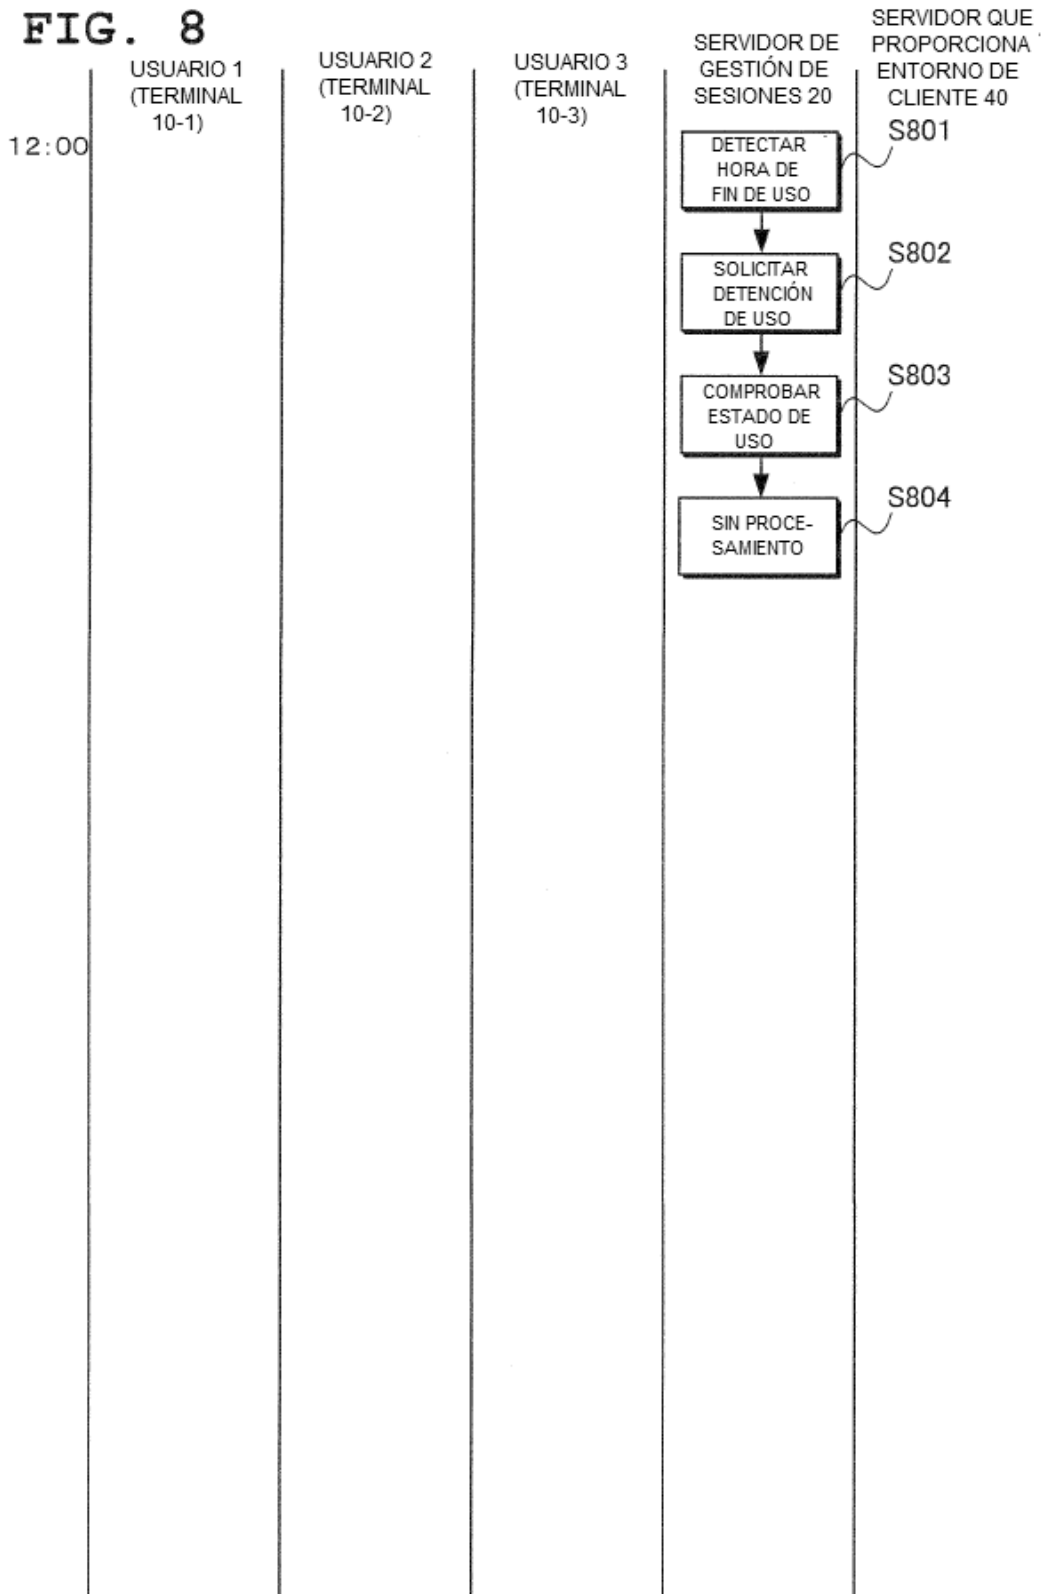 FIG. 8
USUARIO 1
(TERMINAL
10-1)
USUARIO 2
(TERMINAL
10-2)
USUARIO 3
(TERMINAL
10-3)
SERVIDOR DE
GESTIÓN DE
SESIONES 20
SERVIDOR QUE
PROPORCIONA
ENTORNO DE
CLIENTE 40
12:00
DETECTAR
HORA DE
FIN DE USO
S801
SOLICITAR
DETENCIÓN
DE USO
S802
COMPROBAR
ESTADO DE
USO
S803
SIN PROCE-
SAMIENTO
S804